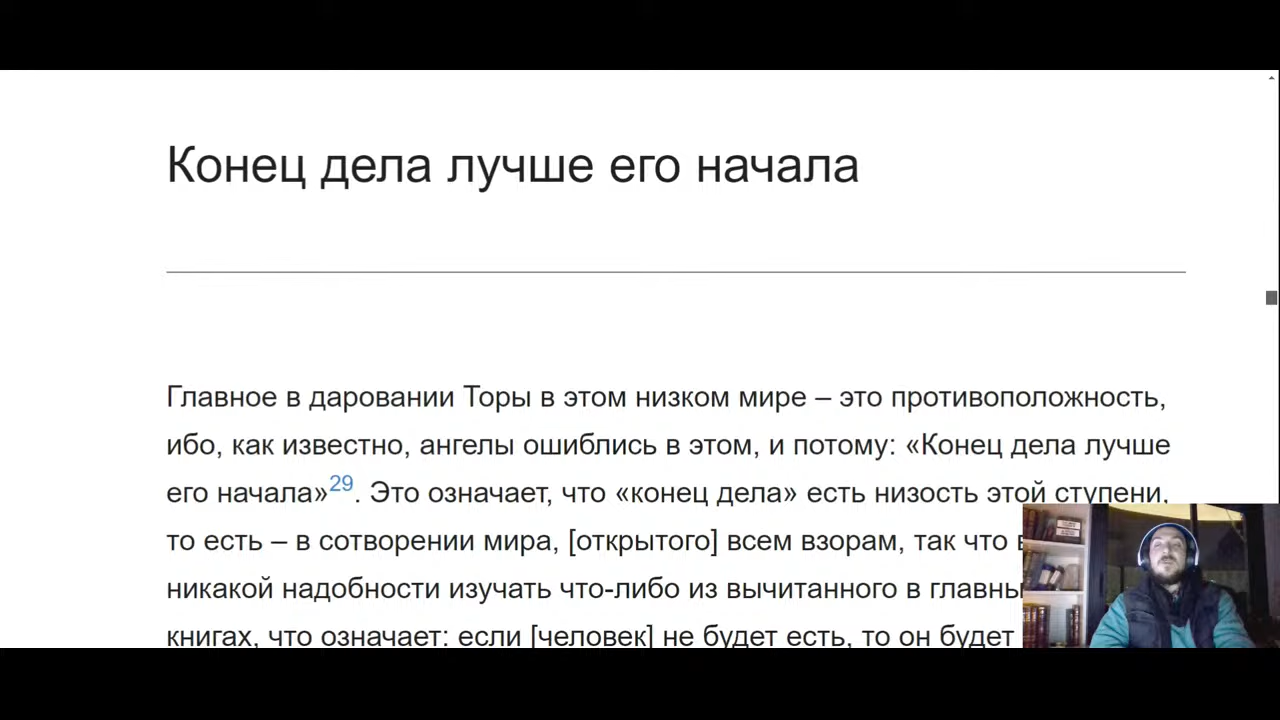 Конец дела лучше его начала
Главное в даровании Торы в этом низком мире – это противоположность,
ибо, как известно, ангелы ошиблись в этом, и потому: «Конец дела лучше
его начала»29. Это означает, что «конец дела» есть низость этой ступени,
то есть – в сотворении мира, [открытого] всем взорам, так что
никакой надобности изучать что-либо из вычитанного в
книгах, что означает: если [человек] не будет есть, то он будет